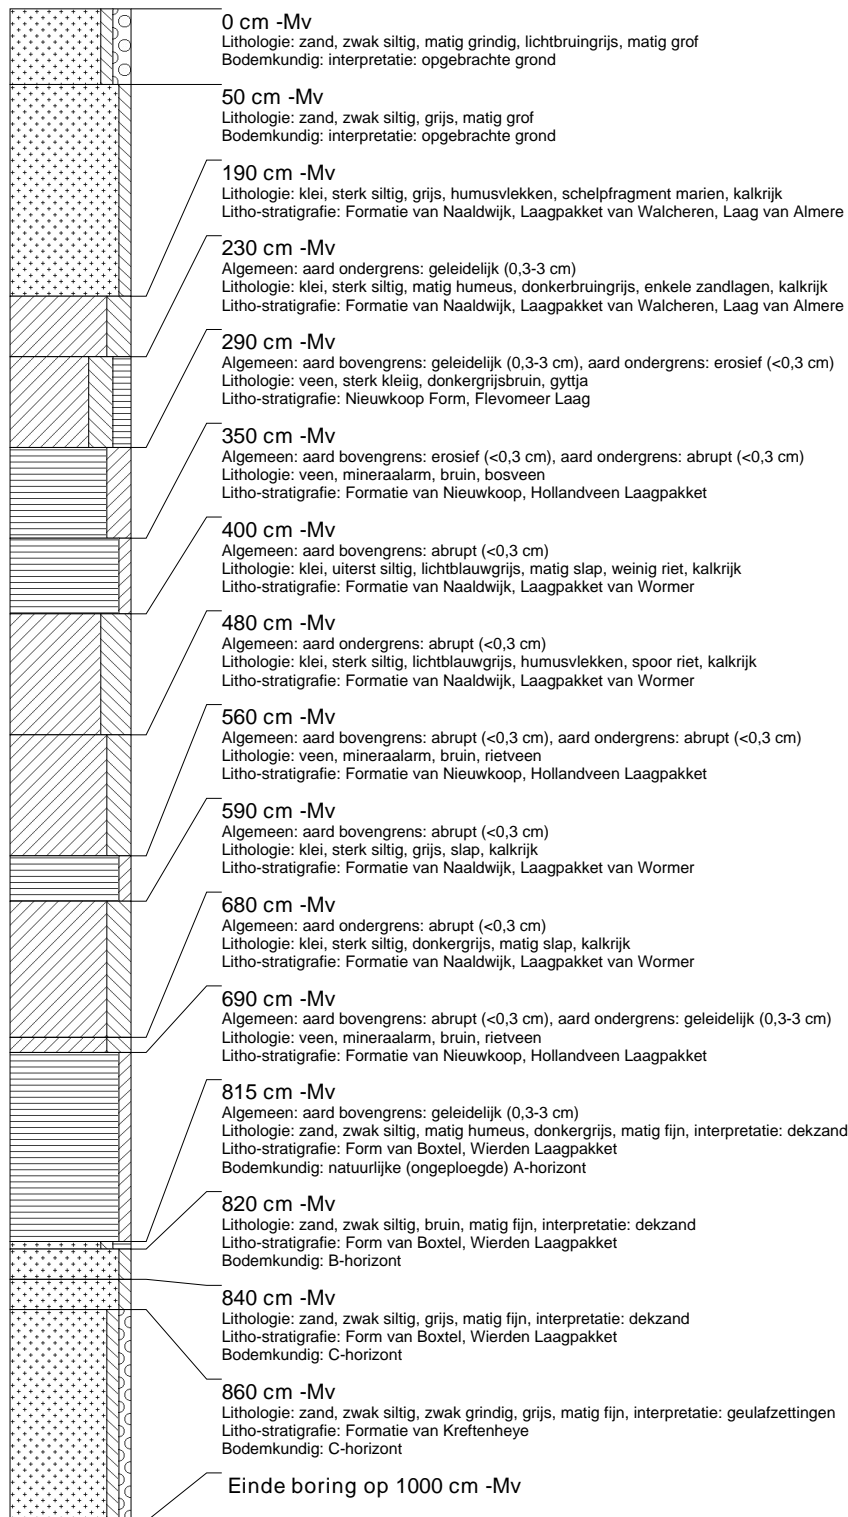 0 cm -Mv
Lithologie: zand, zwak siltig, matig grindig, lichtbruingrijs, matig grof
Bodemkundig: interpretatie: opgebrachte grond
50 cm -Mv
Lithologie: zand, zwak siltig, grijs, matig grof
Bodemkundig: interpretatie: opgebrachte grond
190 cm -Mv
Lithologie: klei, sterk siltig, grijs, humusvlekken, schelpfragment marien, kalkrijk
Litho-stratigrafie: Formatie van Naaldwijk, Laagpakket van Walcheren, Laag van Almere
230 cm -Mv
Algemeen: aard ondergrens: geleidelijk (0,3-3 cm)
Lithologie: klei, sterk siltig, matig humeus, donkerbruingrijs, enkele zandlagen, kalkrijk
Litho-stratigrafie: Formatie van Naaldwijk, Laagpakket van Walcheren, Laag van Almere
290 cm -Mv
Algemeen: aard bovengrens: geleidelijk (0,3-3 cm), aard ondergrens: erosief (<0,3 cm)
Lithologie: veen, sterk kleiig, donkergrijsbruin, gyttja
Litho-stratigrafie: Nieuwkoop Form, Flevomeer Laag
350 cm -Mv
Algemeen: aard bovengrens: erosief (<0,3 cm), aard ondergrens: abrupt (<0,3 cm)
Lithologie: veen, mineraalarm, bruin, bosveen
Litho-stratigrafie: Formatie van Nieuwkoop, Hollandveen Laagpakket
400 cm -Mv
Algemeen: aard bovengrens: abrupt (<0,3 cm)
Lithologie: klei, uiterst siltig, lichtblauwgrijs, matig slap, weinig riet, kalkrijk
Litho-stratigrafie: Formatie van Naaldwijk, Laagpakket van Wormer
480 cm -Mv
Algemeen: aard ondergrens: abrupt (<0,3 cm)
Lithologie: klei, sterk siltig, lichtblauwgrijs, humusvlekken, spoor riet, kalkrijk
Litho-stratigrafie: Formatie van Naaldwijk, Laagpakket van Wormer
560 cm -Mv
Algemeen: aard bovengrens: abrupt (<0,3 cm), aard ondergrens: abrupt (<0,3 cm)
Lithologie: veen, mineraalarm, bruin, rietveen
Litho-stratigrafie: Formatie van Nieuwkoop, Hollandveen Laagpakket
590 cm -Mv
Algemeen: aard bovengrens: abrupt (<0,3 cm)
Lithologie: klei, sterk siltig, grijs, slap, kalkrijk
Litho-stratigrafie: Formatie van Naaldwijk, Laagpakket van Wormer
680 cm -Mv
Algemeen: aard ondergrens: abrupt (<0,3 cm)
Lithologie: klei, sterk siltig, donkergrijs, matig slap, kalkrijk
Litho-stratigrafie: Formatie van Naaldwijk, Laagpakket van Wormer
690 cm -Mv
Algemeen: aard bovengrens: abrupt (<0,3 cm), aard ondergrens: geleidelijk (0,3-3 cm)
Lithologie: veen, mineraalarm, bruin, rietveen
Litho-stratigrafie: Formatie van Nieuwkoop, Hollandveen Laagpakket
815 cm -Mv
Algemeen: aard bovengrens: geleidelijk (0,3-3 cm)
Lithologie: zand, zwak siltig, matig humeus, donkergrijs, matig fijn, interpretatie: dekzand
Litho-stratigrafie: Form van Boxtel, Wierden Laagpakket
Bodemkundig: natuurlijke (ongeploegde) A-horizont
820 cm -Mv
Lithologie: zand, zwak siltig, bruin, matig fijn, interpretatie: dekzand
Litho-stratigrafie: Form van Boxtel, Wierden Laagpakket
Bodemkundig: B-horizont
840 cm -Mv
Lithologie: zand, zwak siltig, grijs, matig fijn, interpretatie: dekzand
Litho-stratigrafie: Form van Boxtel, Wierden Laagpakket
Bodemkundig: C-horizont
860 cm -Mv
Lithologie: zand, zwak siltig, zwak grindig, grijs, matig fijn, interpretatie: geulafzettingen
Litho-stratigrafie: Formatie van Kreftenheye
Bodemkundig: C-horizont
Einde boring op 1000 cm -Mv